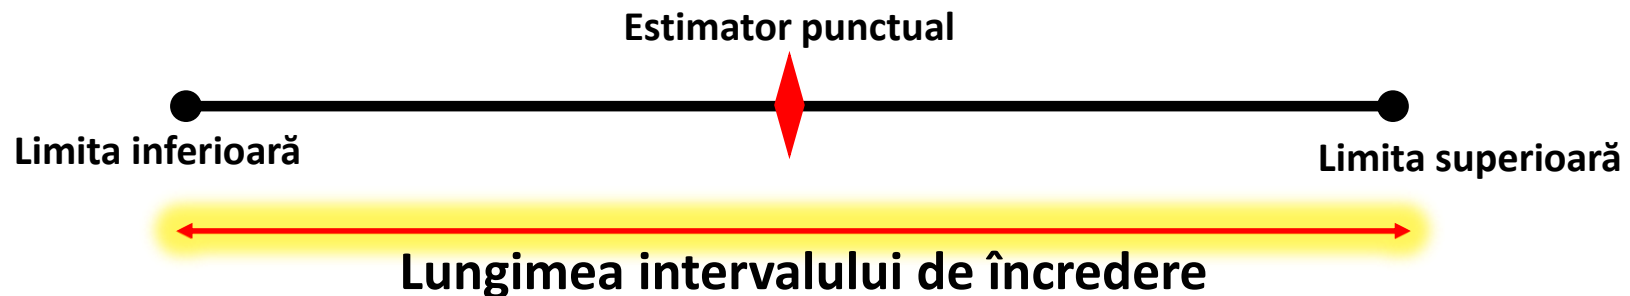 Estimator punctual
Limita inferioară
Limita superioară
Lungimea intervalului de încredere